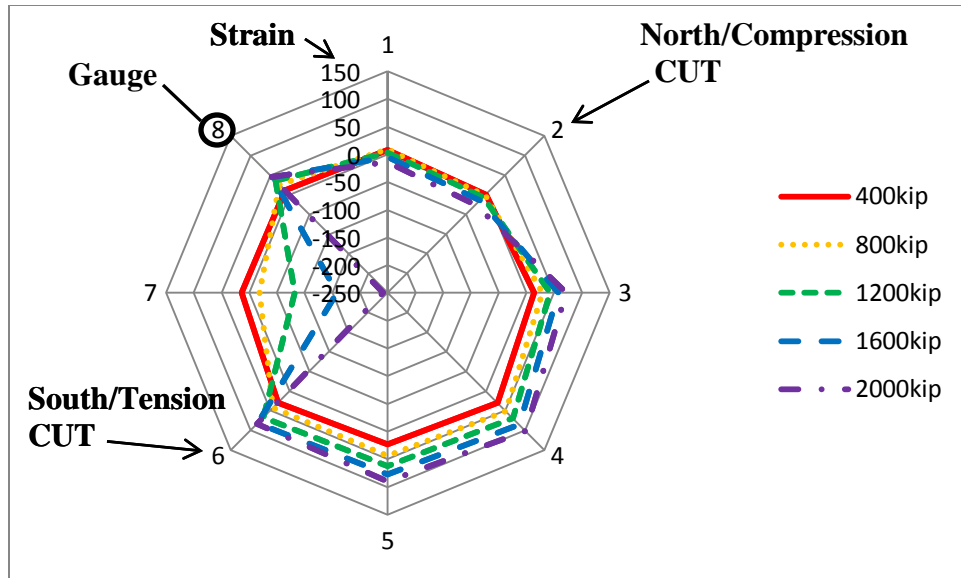 Strain
1
North/Compression
CUT
Gauge
8
2
150
100
50
0
-50
-100
-150
-200
-250
7
3
400kip
800kip
1200kip
1600kip
2000kip
South/Tension
CUT
6
4
5